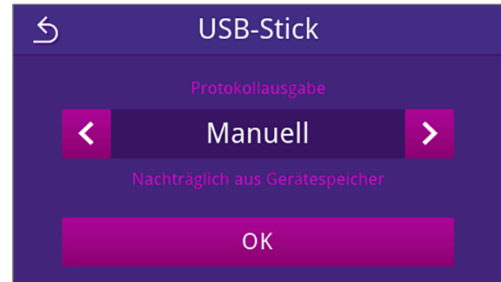 USB-Stick
Protokollausgabe
Manuell
Nachträglich aus Gerätespeicher
OK